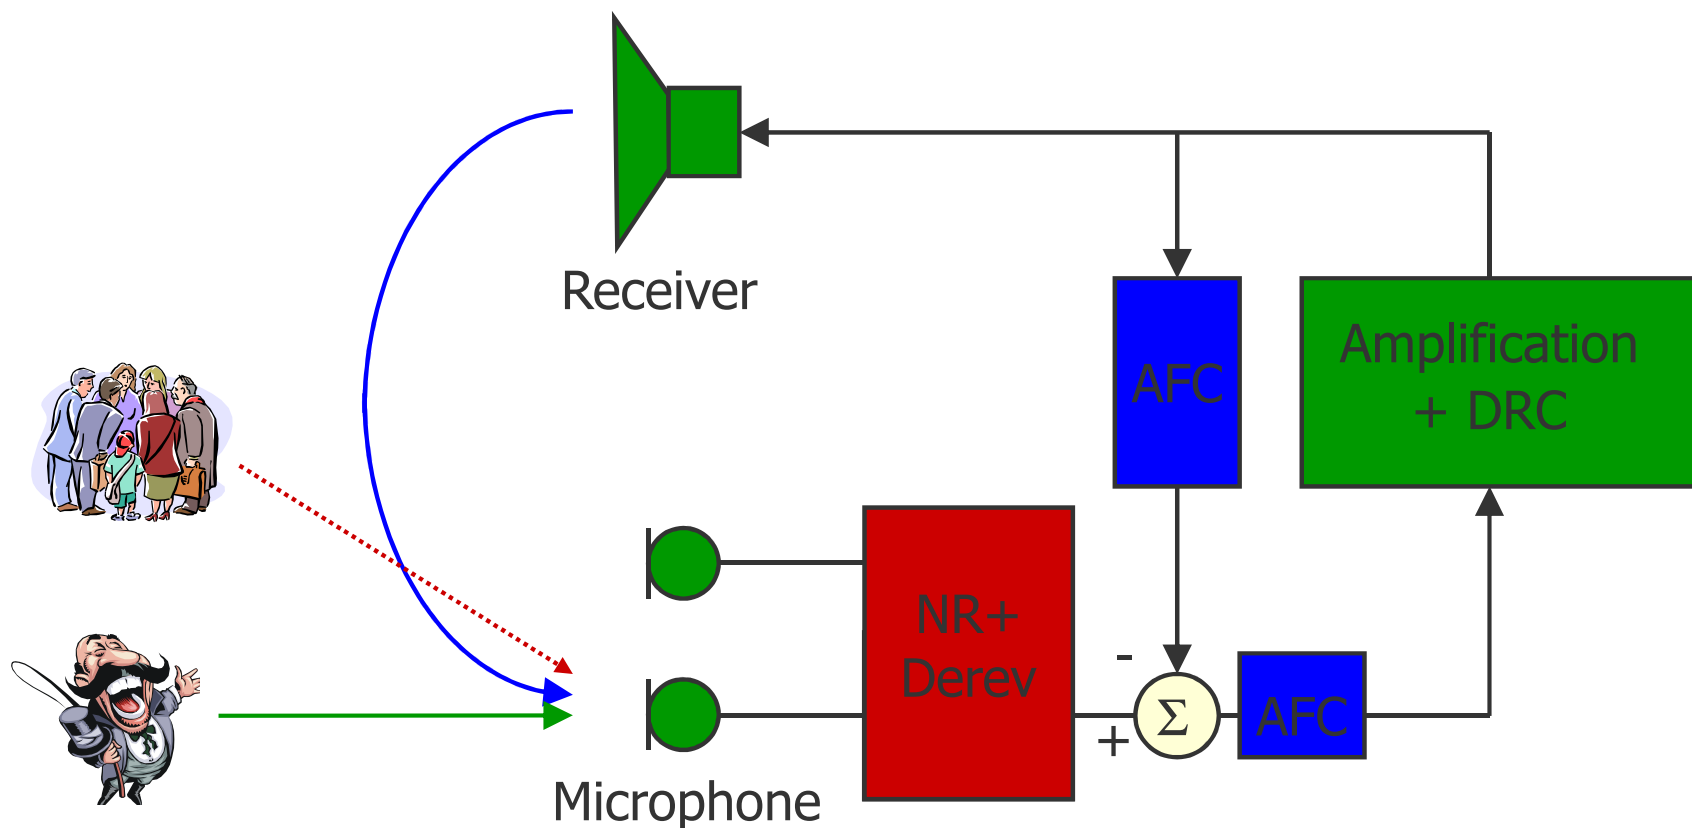 Receiver
AFC
Amplification
+ DRC
NR+
Derev
-
+
Σ
AFC
Microphone